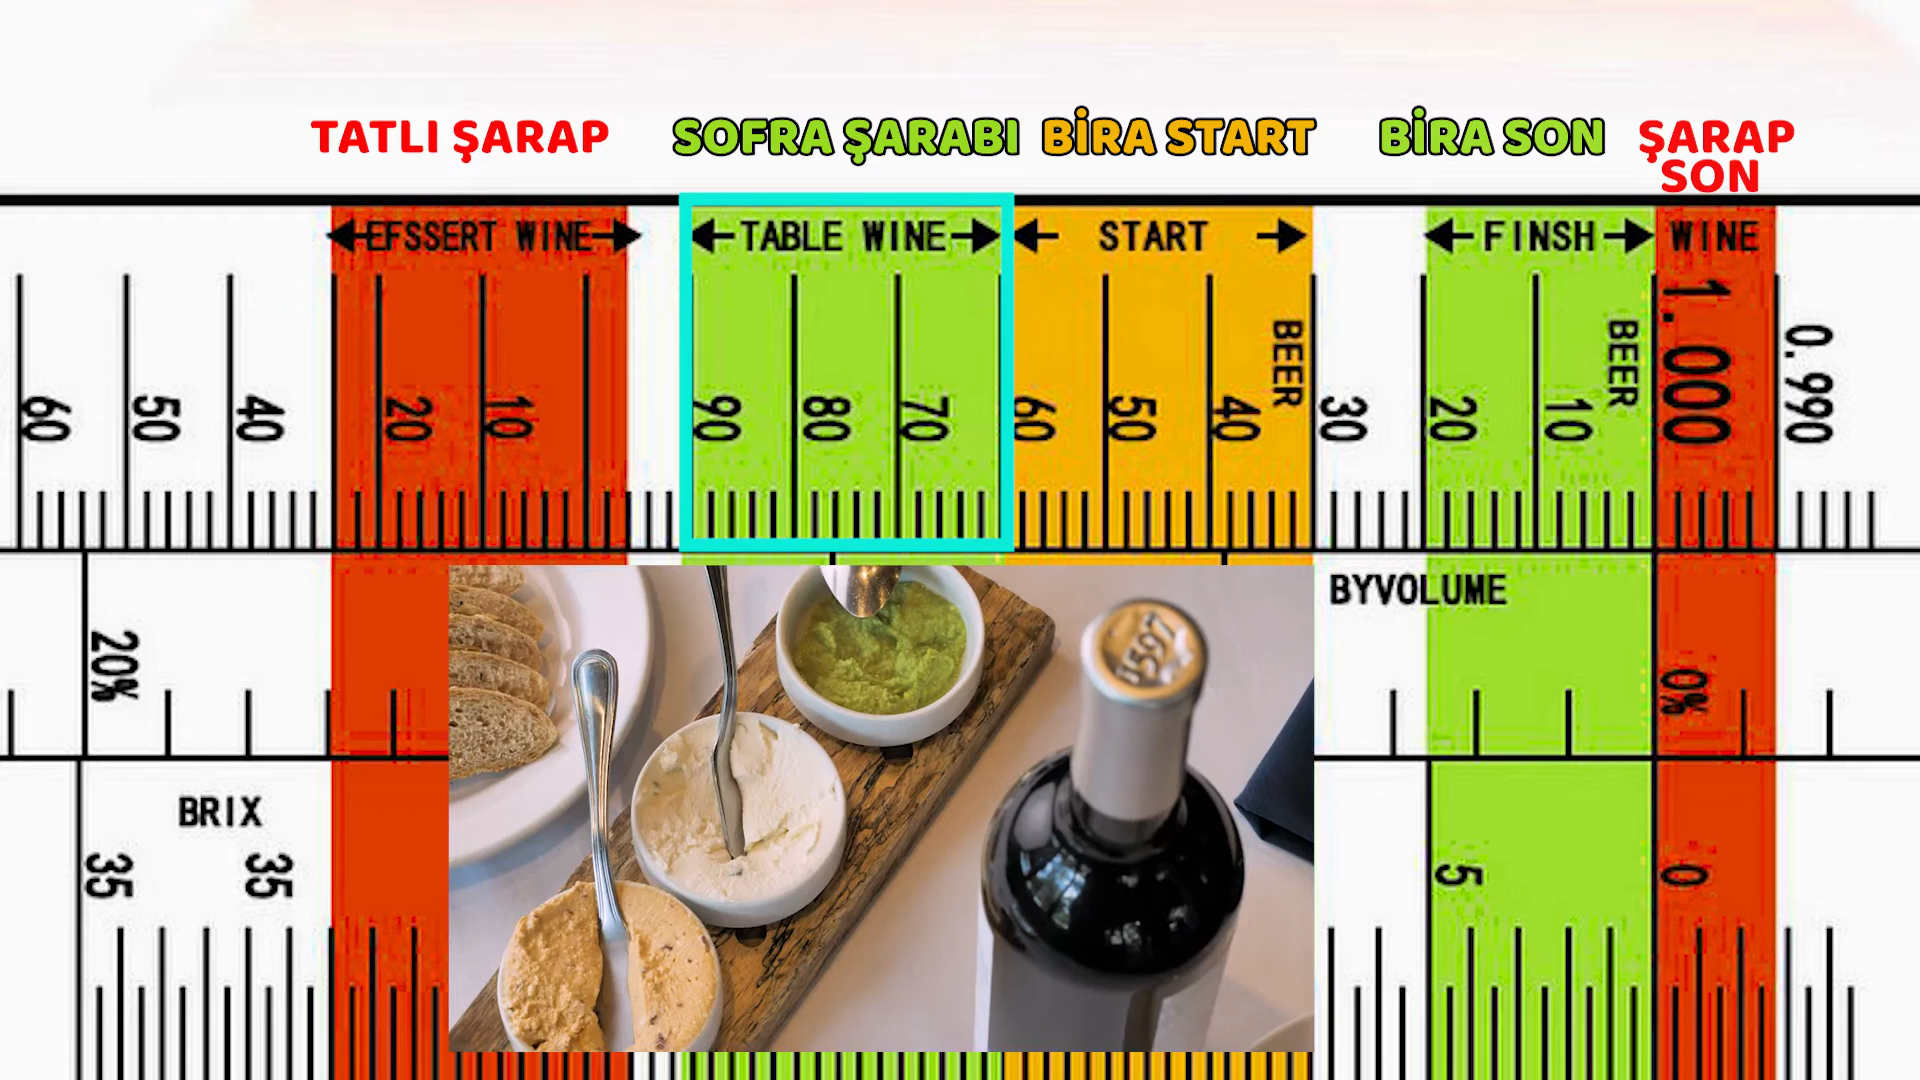 TATLI ŞARAP SOFRA ŞARABI BİRA START BİRA SON ŞARAP SON
EFSSERT WINE TABLE WINE START FINSH WINE
60 50 40 20 10 90 80 70 60 50 40 BEER 30 20 10 BEER 1.000 0.990
20% BYVOLUME 0%
BRIX
35 35 5 0
1597